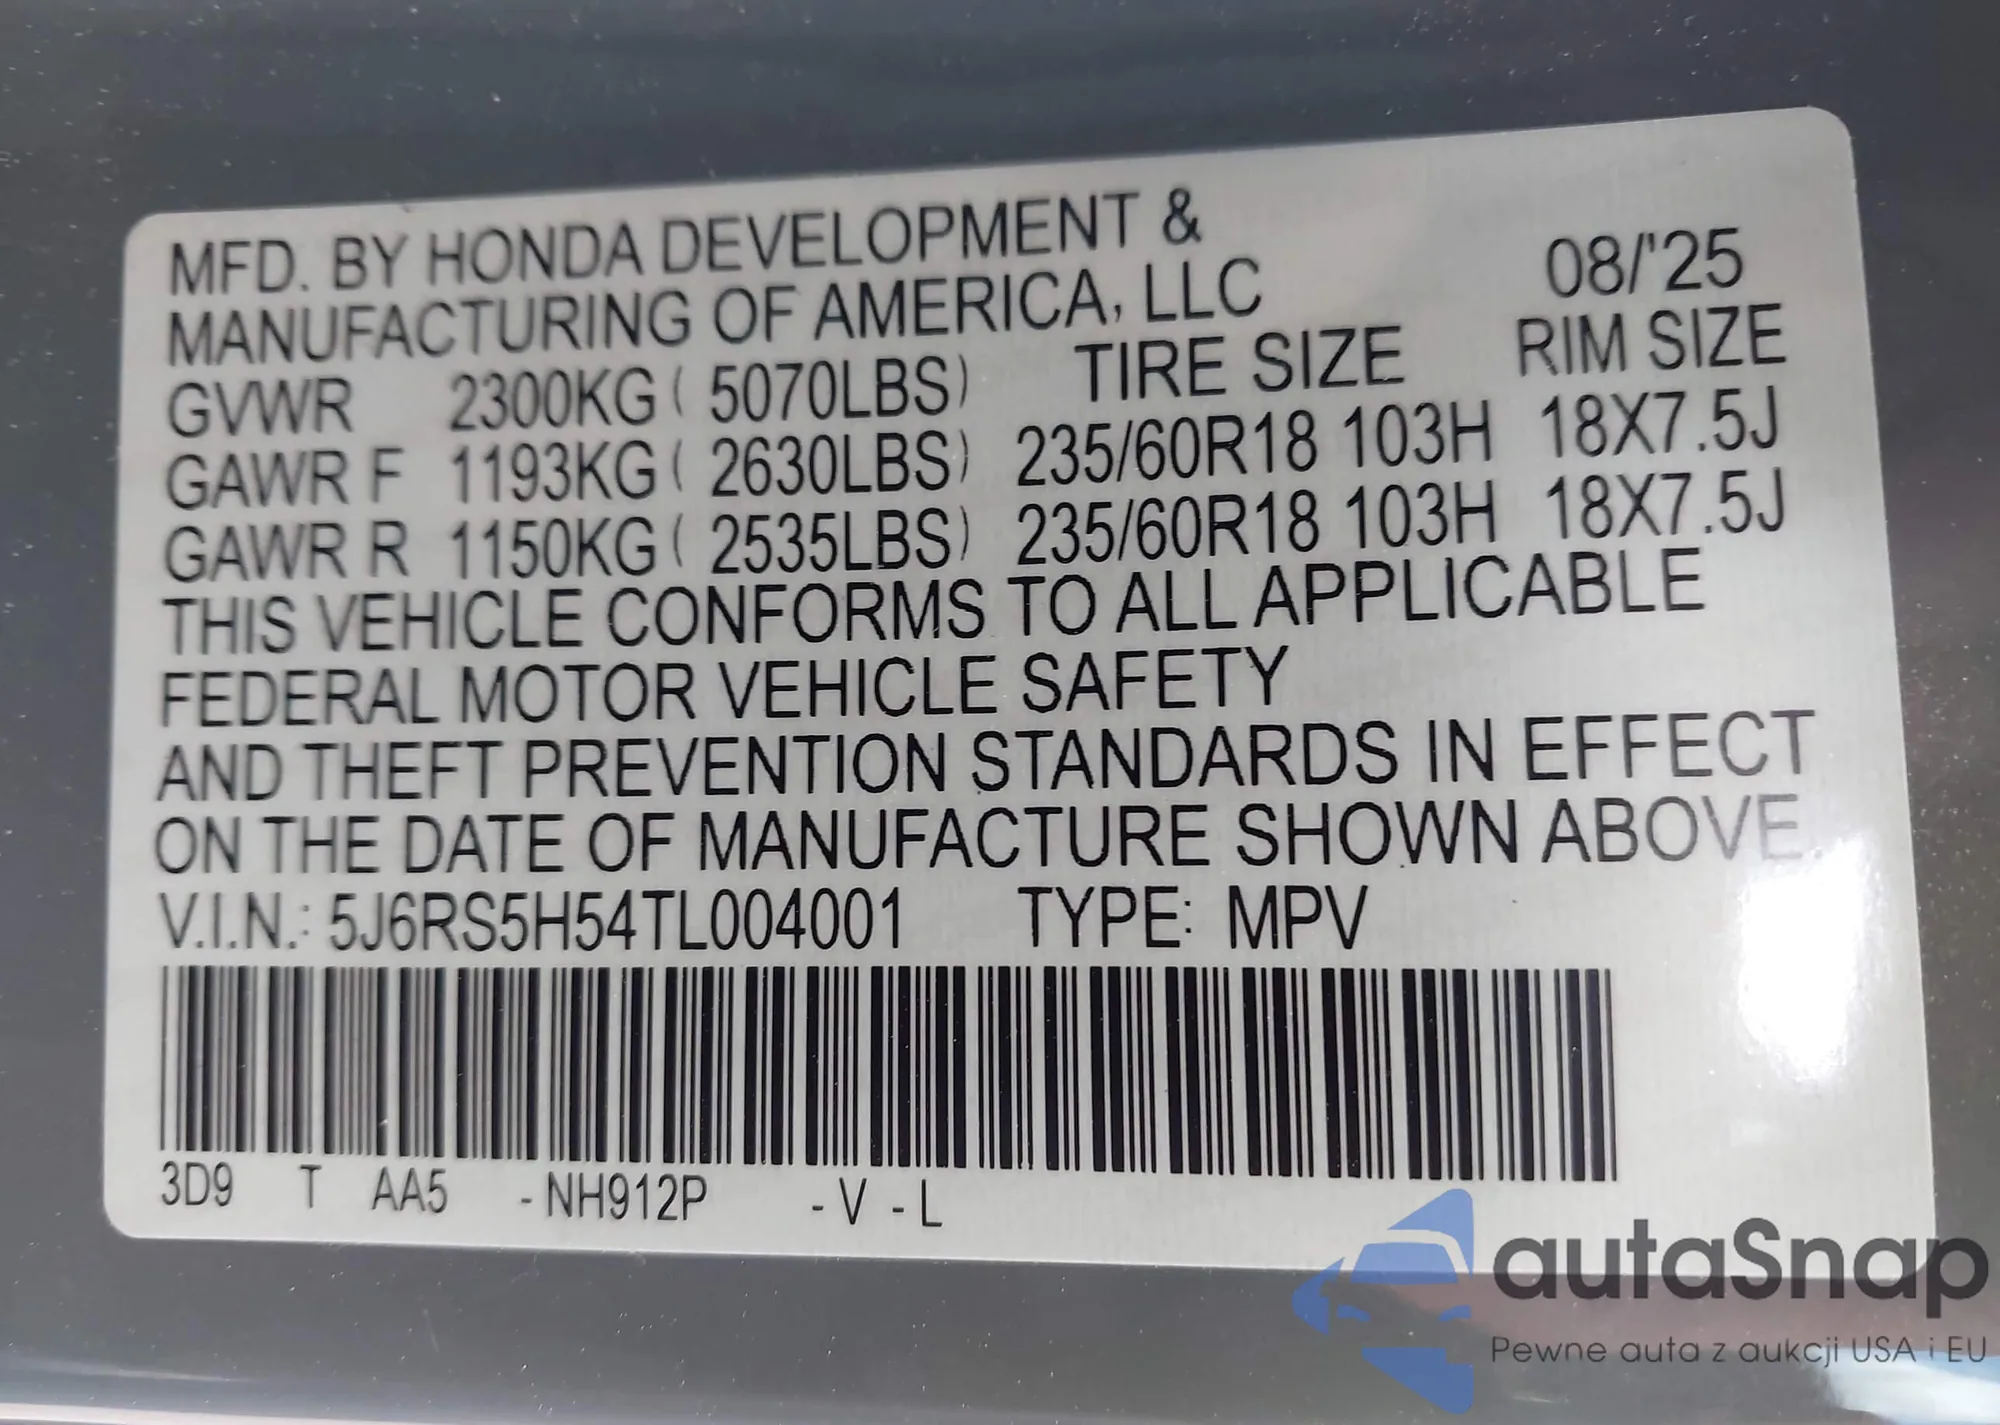 MFD. BY HONDA DEVELOPMENT &
MANUFACTURING OF AMERICA, LLC 08/'25
GVWR 2300KG ( 5070LBS) TIRE SIZE RIM SIZE
GAWR F 1193KG ( 2630LBS) 235/60R18 103H 18X7.5J
GAWR R 1150KG ( 2535LBS) 235/60R18 103H 18X7.5J
THIS VEHICLE CONFORMS TO ALL APPLICABLE
FEDERAL MOTOR VEHICLE SAFETY
AND THEFT PREVENTION STANDARDS IN EFFECT
ON THE DATE OF MANUFACTURE SHOWN ABOVE.
V.I.N.: 5J6RS5H54TL004001 TYPE: MPV
3D9 T AA5 - NH912P - V - L
autaSnap
Pewne auta z aukcji USA i EU